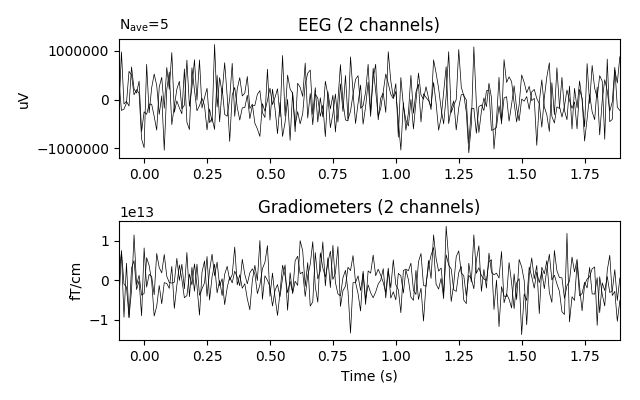 N_ave=5
EEG (2 channels)
1000000
0
−1000000
uV
0.00 0.25 0.50 0.75 1.00 1.25 1.50 1.75
1e13
Gradiometers (2 channels)
1
0
−1
fT/cm
0.00 0.25 0.50 0.75 1.00 1.25 1.50 1.75
Time (s)